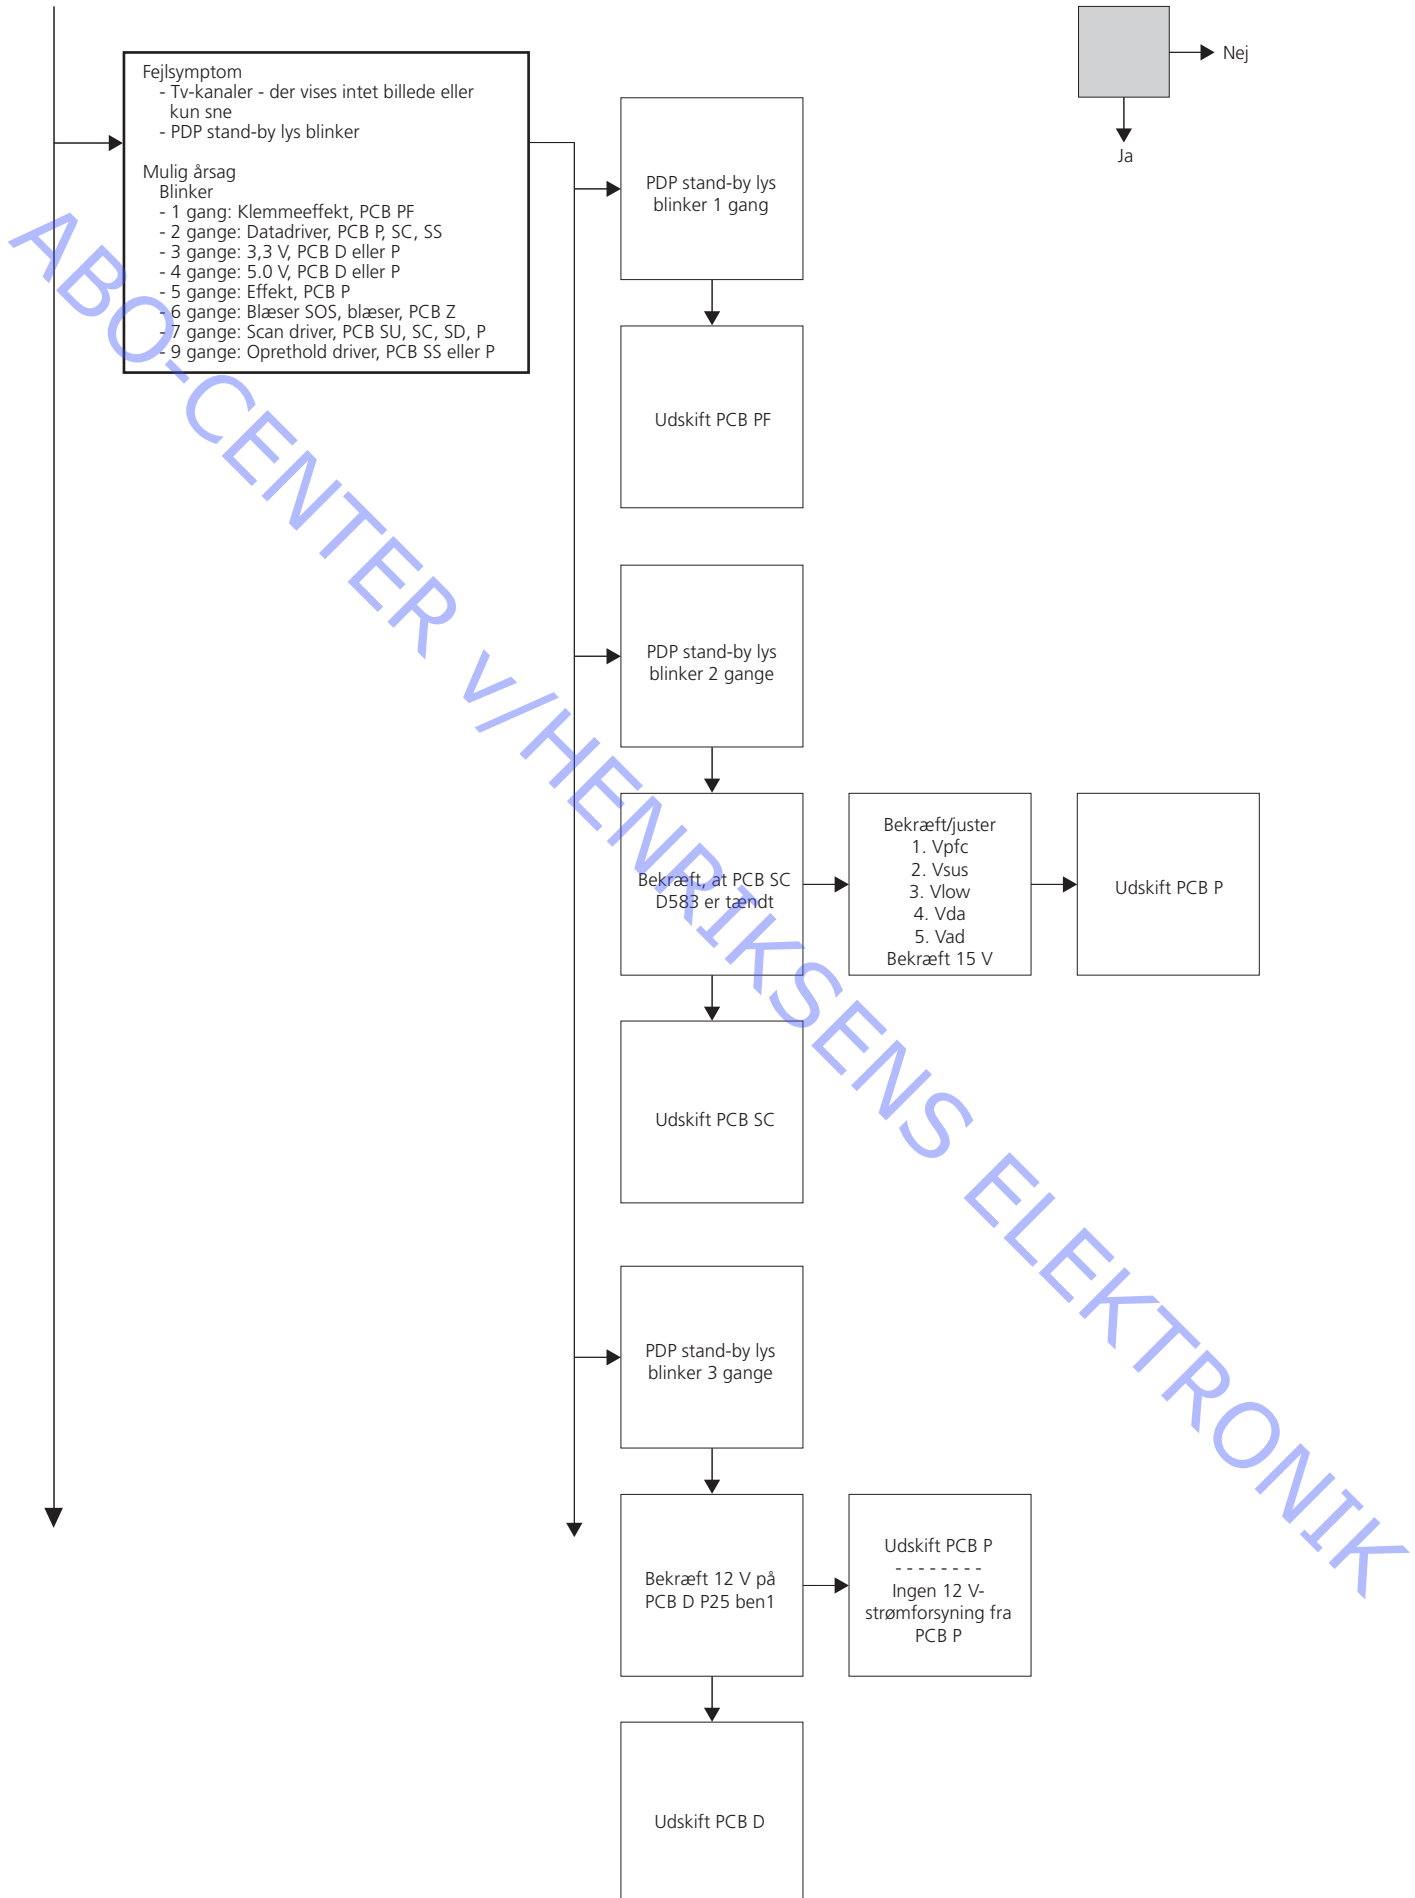 Nej
Ja
Fejlsymptom
- Tv-kanaler - der vises intet billede eller
kun sne
- PDP stand-by lys blinker
Mulig årsag
Blinker
- 1 gang: Klemmeeffekt, PCB PF
- 2 gange: Datadriver, PCB P, SC, SS
- 3 gange: 3,3 V, PCB D eller P
- 4 gange: 5.0 V, PCB D eller P
- 5 gange: Effekt, PCB P
- 6 gange: Blæser SOS, blæser, PCB Z
- 7 gange: Scan driver, PCB SU, SC, SD, P
- 9 gange: Oprethold driver, PCB SS eller P
PDP stand-by lys
blinker 1 gang
Udskift PCB PF
PDP stand-by lys
blinker 2 gange
Bekræft, at PCB SC
D583 er tændt
Bekræft/juster
1. Vpfc
2. Vsus
3. Vlow
4. Vda
5. Vad
Bekræft 15 V
Udskift PCB P
Udskift PCB SC
PDP stand-by lys
blinker 3 gange
Bekræft 12 V på
PCB D P25 ben1
Udskift PCB P
- - - - - - - -
Ingen 12 V-
strømforsyning fra
PCB P
Udskift PCB D
ABO-CENTER v/HENRIKSENS ELEKTRONIK